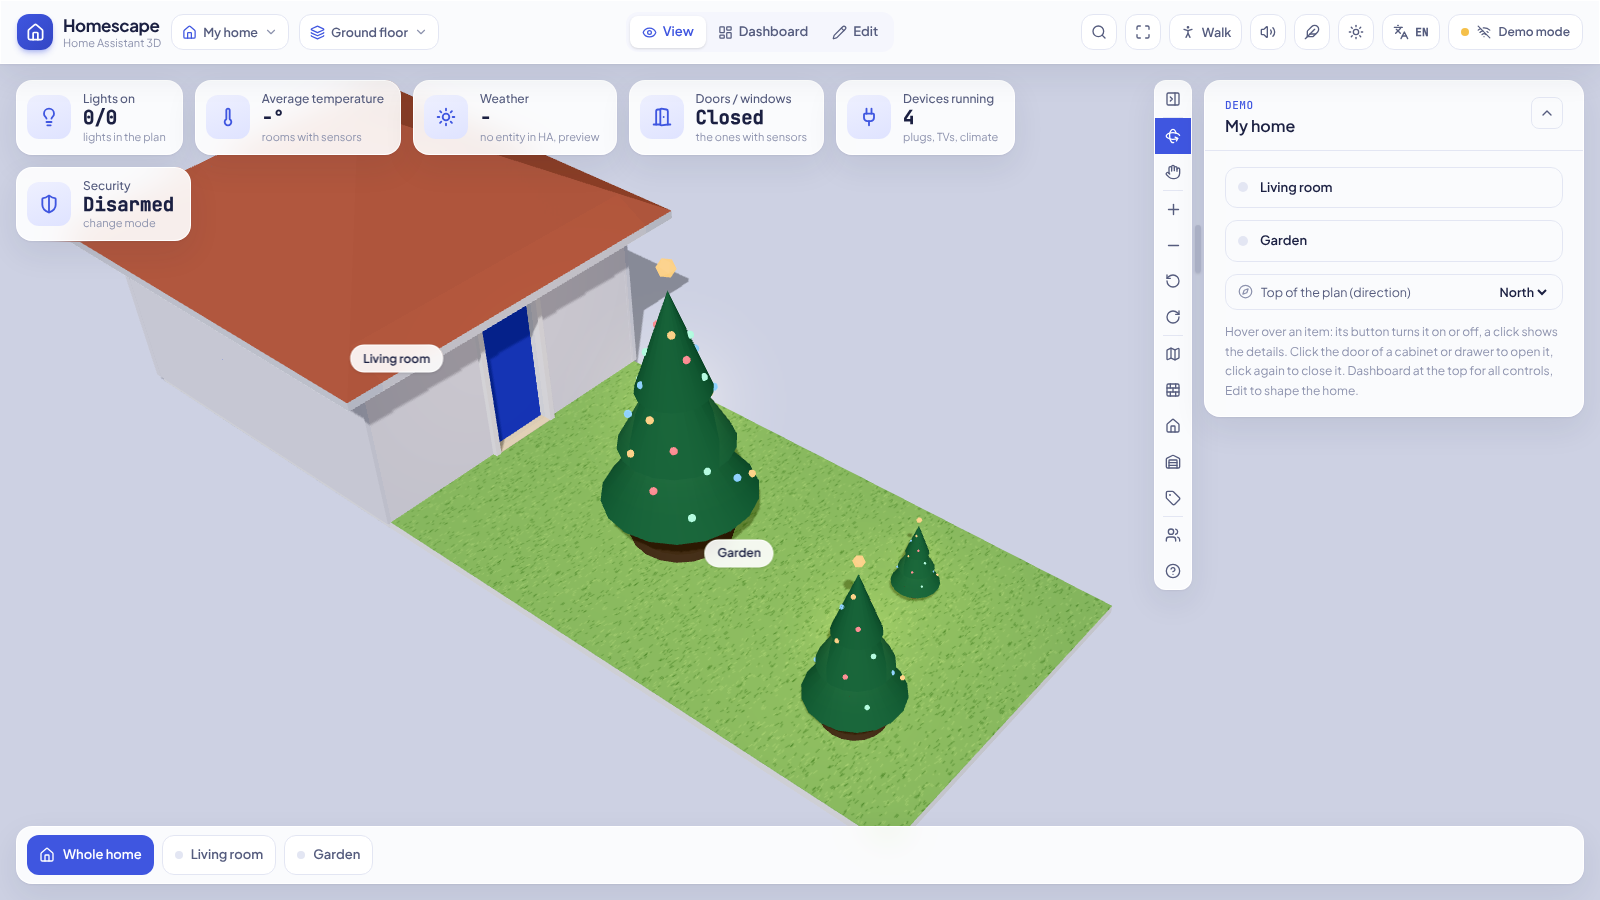 Homescape
Home Assistant 3D
My home
Ground floor
View
Dashboard
Edit
Walk
EN
Demo mode
Lights on
0/0
lights in the plan
Average temperature
-°
rooms with sensors
Weather
-
no entity in HA, preview
Doors / windows
Closed
the ones with sensors
Devices running
4
plugs, TVs, climate
Security
Disarmed
change mode
Living room
Garden
DEMO
My home
Living room
Garden
Top of the plan (direction)
North
Hover over an item: its button turns it on or off, a click shows
the details. Click the door of a cabinet or drawer to open it,
click again to close it. Dashboard at the top for all controls,
Edit to shape the home.
Whole home
Living room
Garden